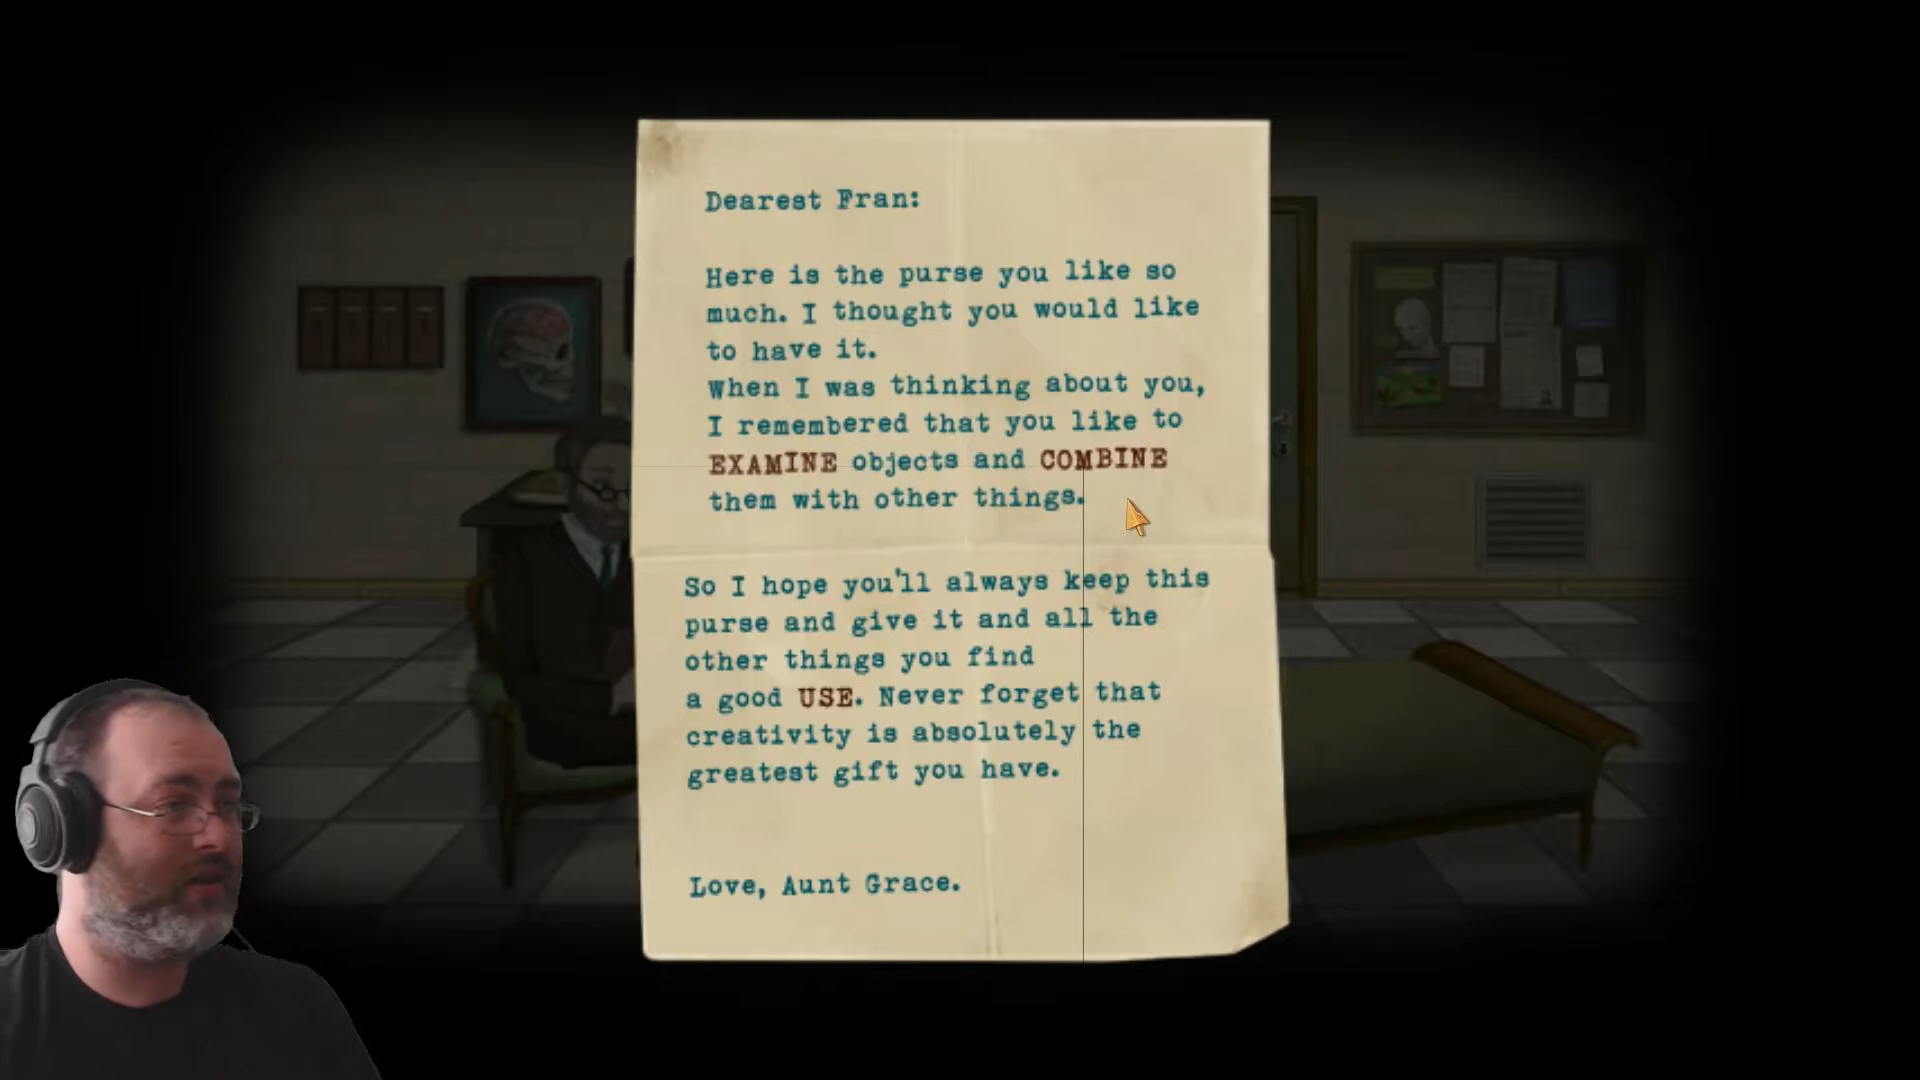 Dearest Fran:
Here is the purse you like so
much. I thought you would like
to have it.
When I was thinking about you,
I remembered that you like to
EXAMINE objects and COMBINE
them with other things.
So I hope you'll always keep this
purse and give it and all the
other things you find
a good USE. Never forget that
creativity is absolutely the
greatest gift you have.
Love, Aunt Grace.